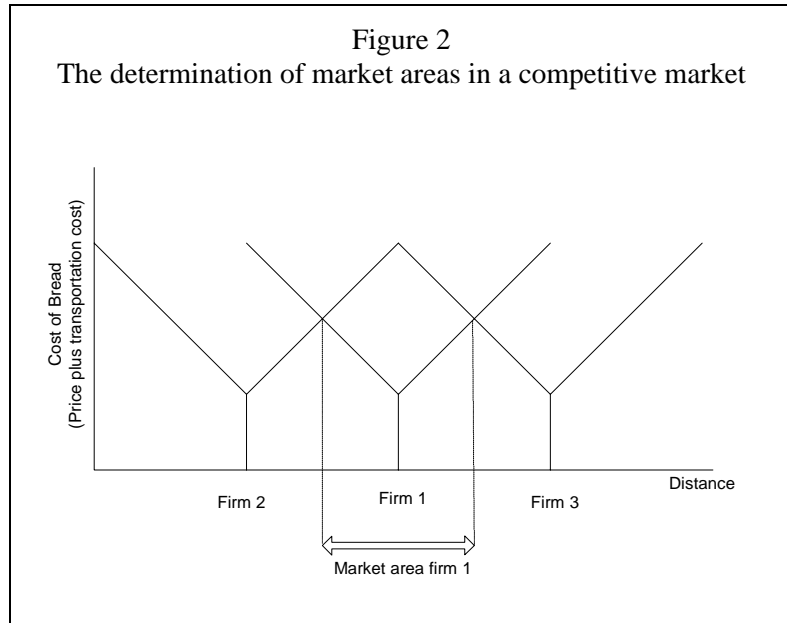 Figure 2
The determination of market areas in a competitive market
Cost of Bread
(Price plus transportation cost)
Distance
Firm 2
Firm 1
Firm 3
Market area firm 1